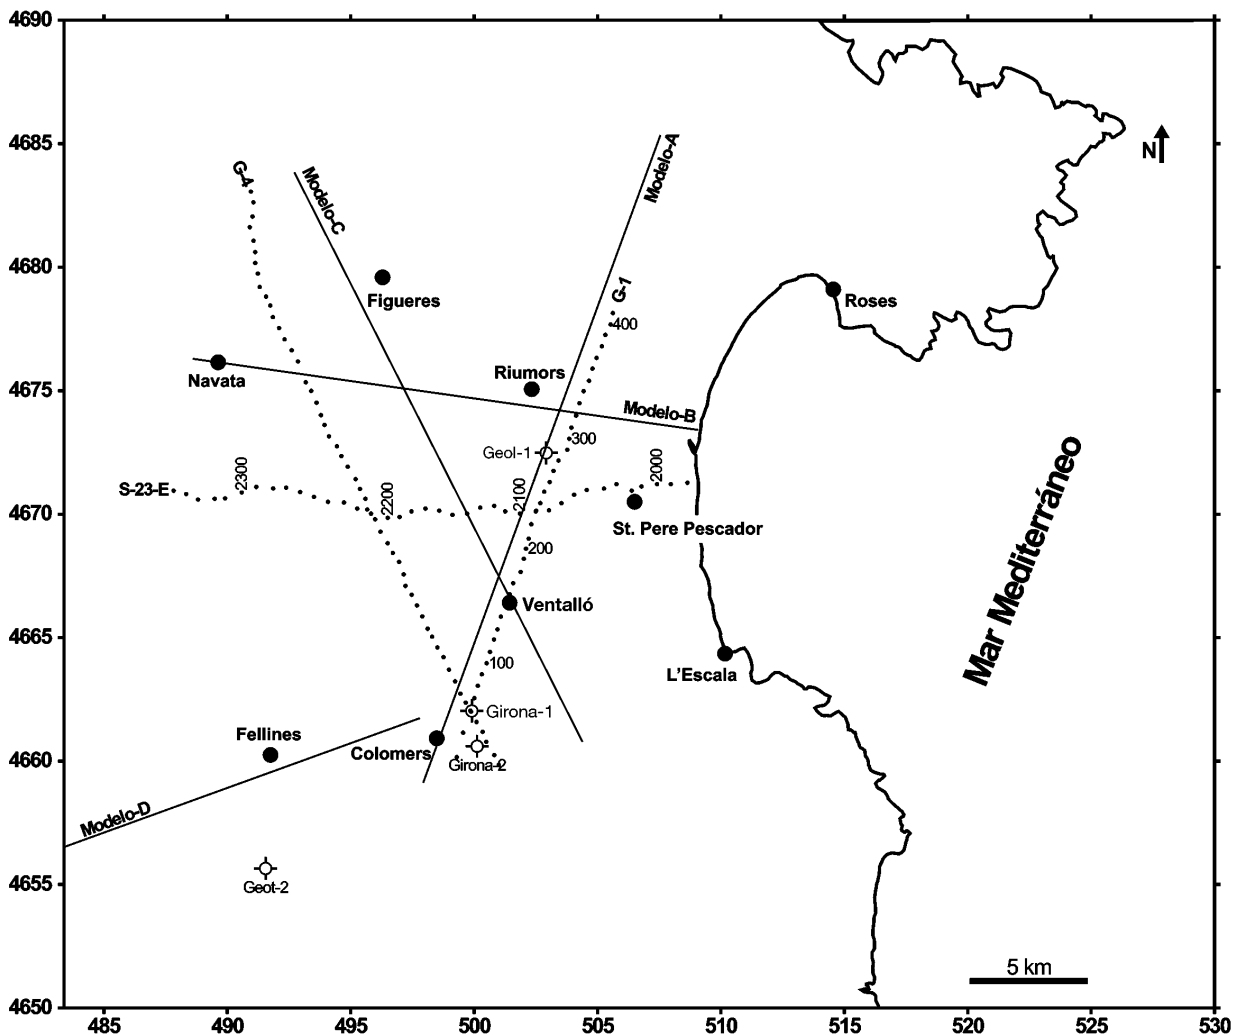 4690
4685
4680
4675
4670
4665
4660
4655
4650
G-4
Modelo-C
Modelo-A
N
Figueres
G-1
400
Roses
Navata
Riumors
Modelo-B
Geol-1
300
S-23-E
2300
2200
2100
2000
St. Pere Pescador
200
Ventalló
Mar Mediterráneo
100
L'Escala
Girona-1
Fellines
Colomers
Girona-2
Modelo-D
Geot-2
5 km
485
490
495
500
505
510
515
520
525
530